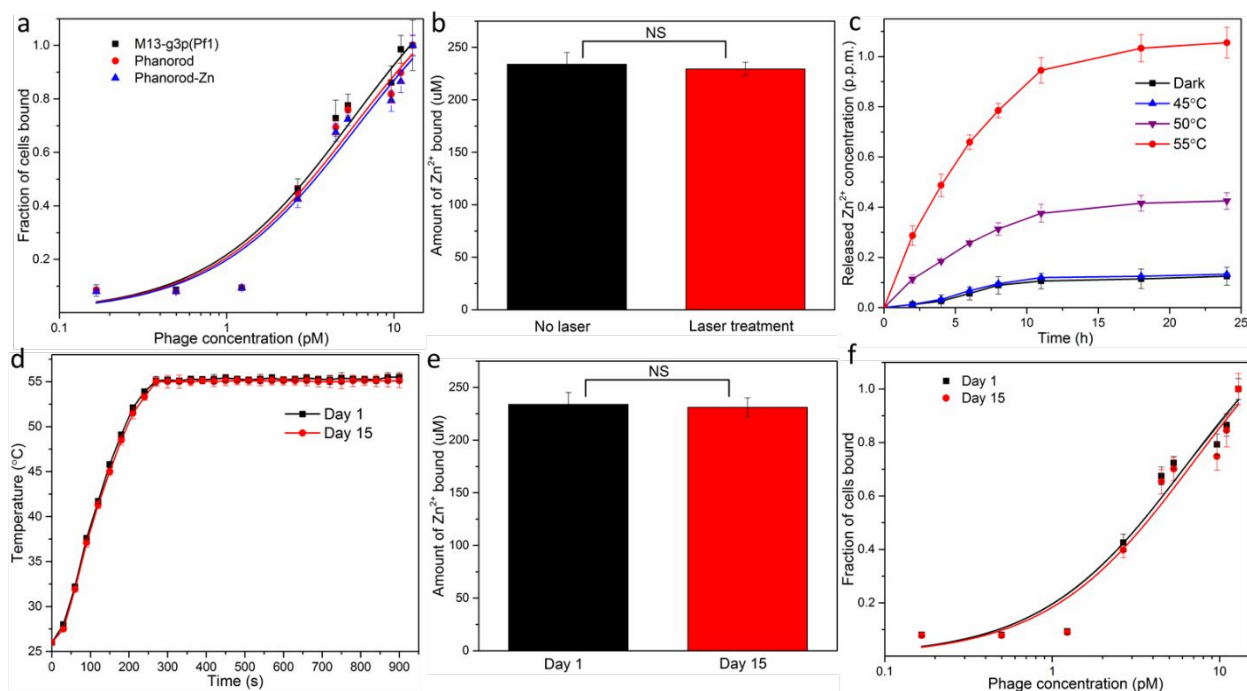 a
1.0
0.8
0.6
0.4
0.2
Fraction of cells bound
M13-g3p(Pf1)
Phanorod
Phanorod-Zn
0.1
1
10
Phage concentration (pM)
b
250
200
150
100
50
0
Amount of Zn²⁺ bound (uM)
NS
No laser
Laser treatment
c
1.0
0.8
0.6
0.4
0.2
0.0
Released Zn²⁺ concentration (p.p.m.)
Dark
45°C
50°C
55°C
0
5
10
15
20
25
Time (h)
d
55
50
45
40
35
30
25
Temperature (°C)
Day 1
Day 15
0 100 200 300 400 500 600 700 800 900
Time (s)
e
250
200
150
100
50
0
Amount of Zn²⁺ bound (uM)
NS
Day 1
Day 15
f
1.0
0.8
0.6
0.4
0.2
0.0
Fraction of cells bound
Day 1
Day 15
0.1
1
10
Phage concentration (pM)